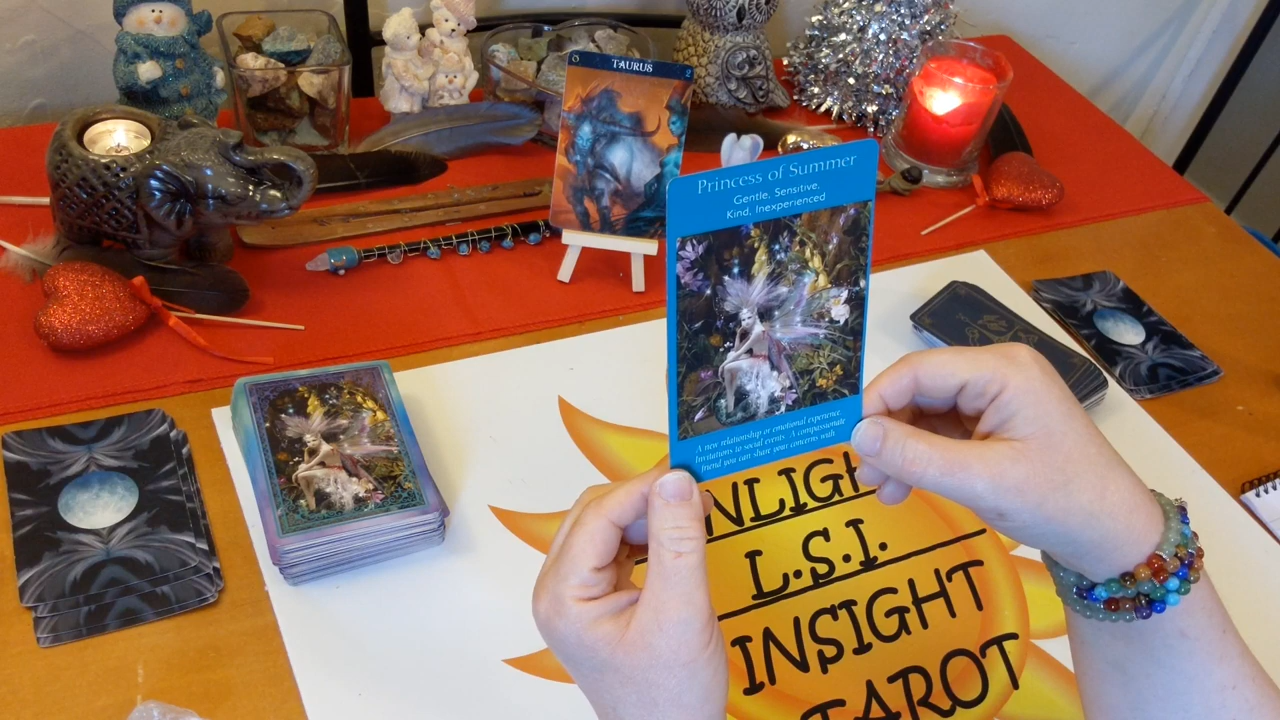 TAURUS
Princess of Summer
Gentle, Sensitive,
Kind, Inexperienced
A new relationship or emotional experience.
Invitations to social events. A compassionate
friend you can share your concerns with
NLIGH
L.S.I.
INSIGHT
TAROT